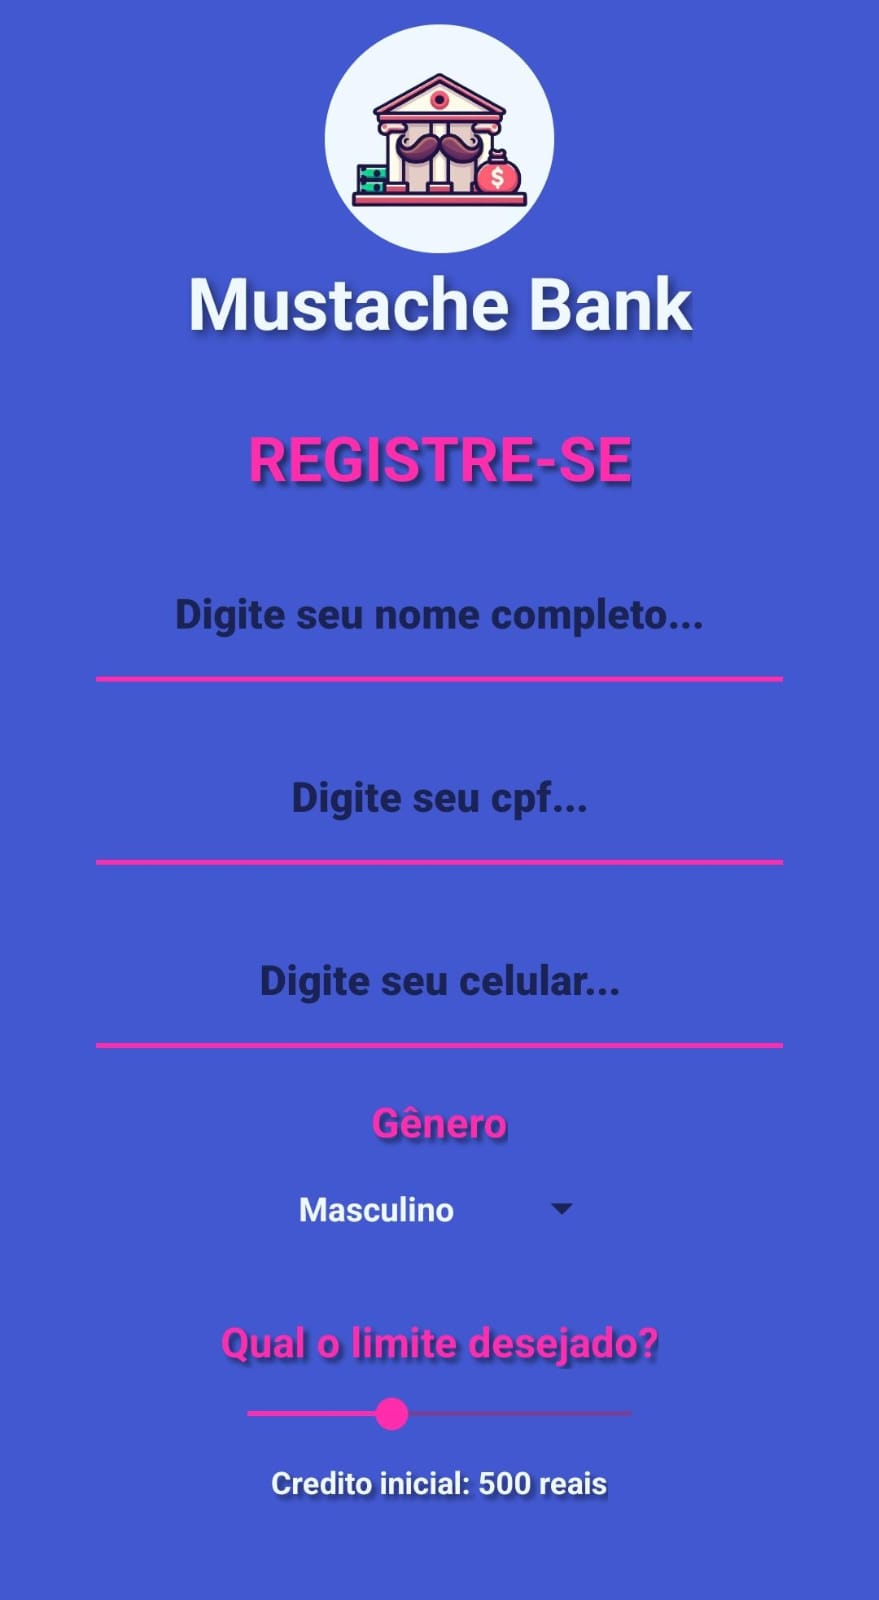 $
Mustache Bank
REGISTRE-SE
Digite seu nome completo...
Digite seu cpf...
Digite seu celular...
Gênero
Masculino
Qual o limite desejado?
Credito inicial: 500 reais